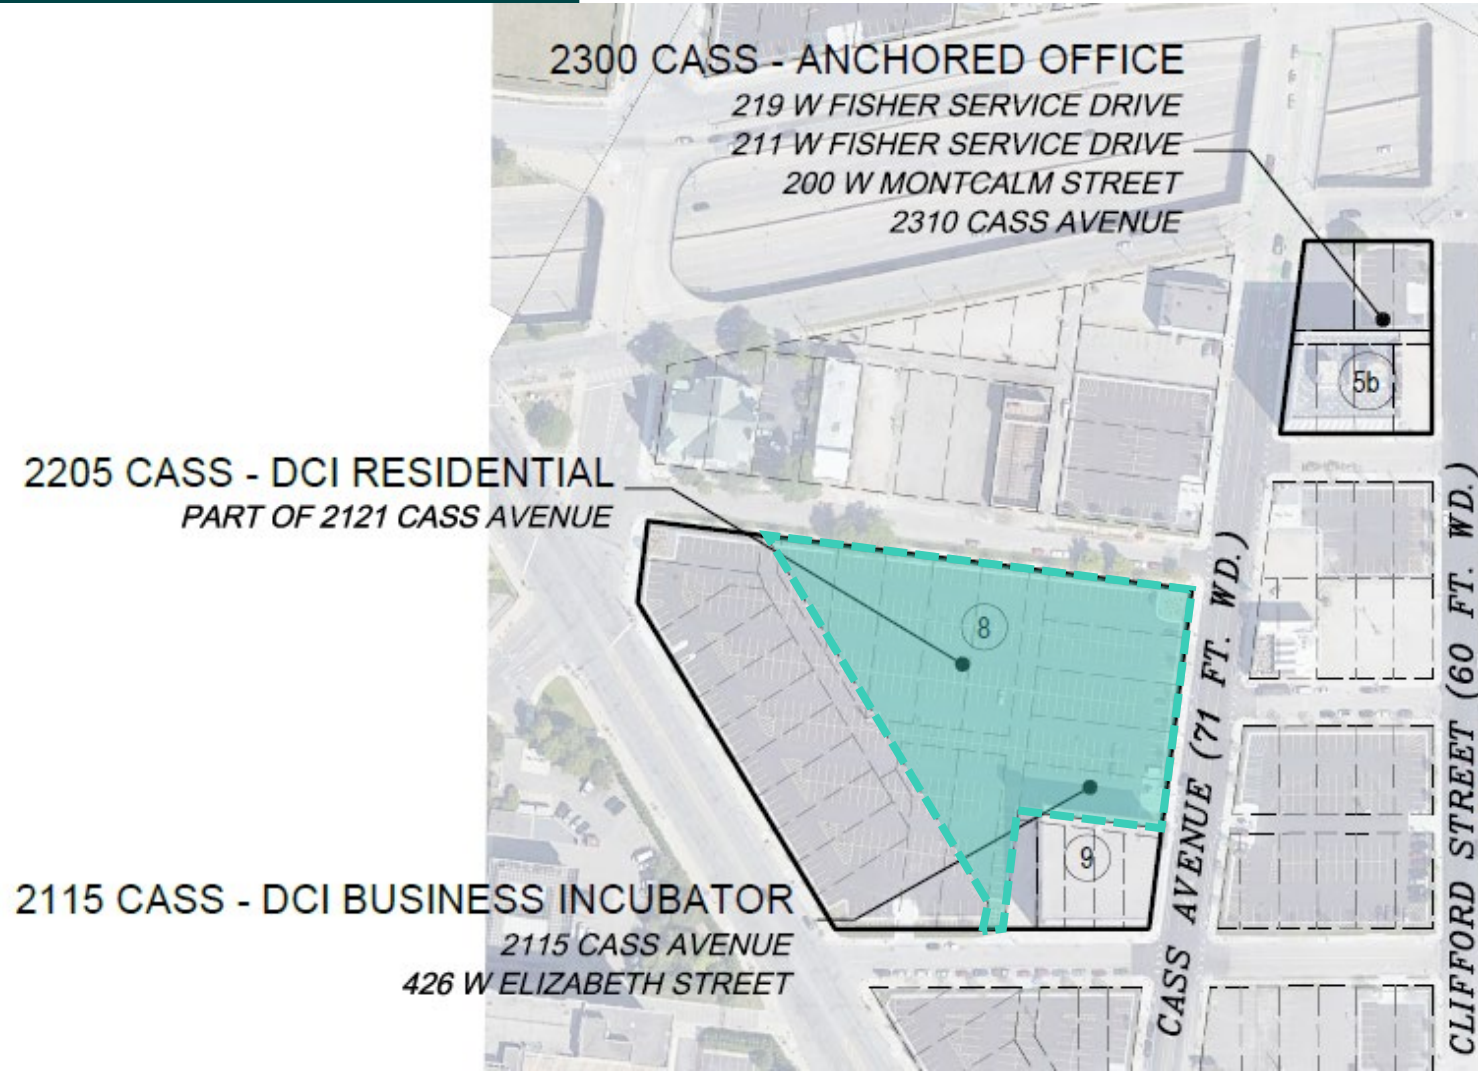 2300 CASS - ANCHORED OFFICE
219 W FISHER SERVICE DRIVE
211 W FISHER SERVICE DRIVE
200 W MONTCALM STREET
2310 CASS AVENUE
5b
2205 CASS - DCI RESIDENTIAL
PART OF 2121 CASS AVENUE
8
9
2115 CASS - DCI BUSINESS INCUBATOR
2115 CASS AVENUE
426 W ELIZABETH STREET
CASS AVENUE (71 FT. WD.)
CLIFFORD STREET (60 FT. WD.)